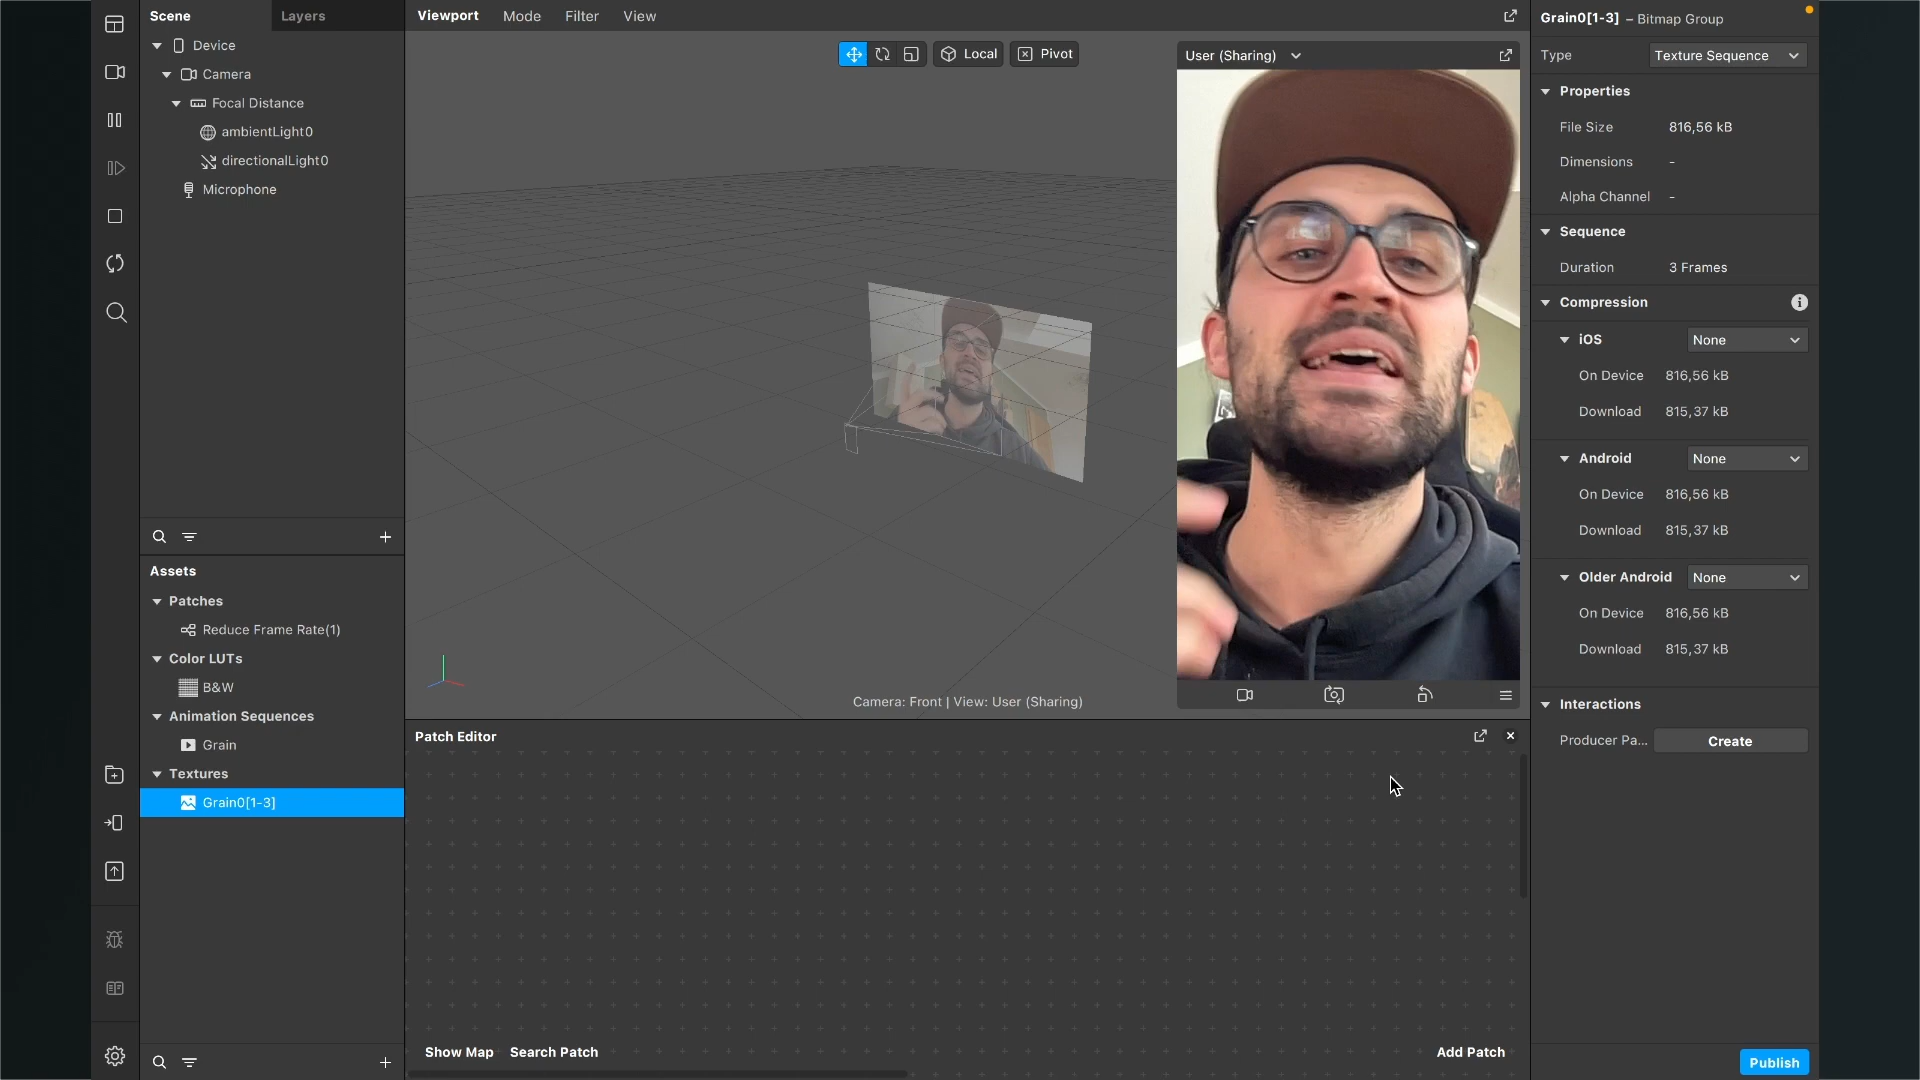 Scene
Layers
Device
Camera
Focal Distance
ambientLight0
directionalLight0
Microphone
Assets
Patches
Reduce Frame Rate(1)
Color LUTs
B&W
Animation Sequences
Grain
Textures
Grain0[1-3]
Viewport
Mode
Filter
View
Local
Pivot
User (Sharing)
Camera: Front | View: User (Sharing)
Patch Editor
Show Map
Search Patch
Add Patch
Grain0[1-3] – Bitmap Group
Type
Texture Sequence
Properties
File Size 816,56 kB
Dimensions -
Alpha Channel -
Sequence
Duration 3 Frames
Compression
iOS None
On Device 816,56 kB
Download 815,37 kB
Android None
On Device 816,56 kB
Download 815,37 kB
Older Android None
On Device 816,56 kB
Download 815,37 kB
Interactions
Producer Pa... Create
Publish